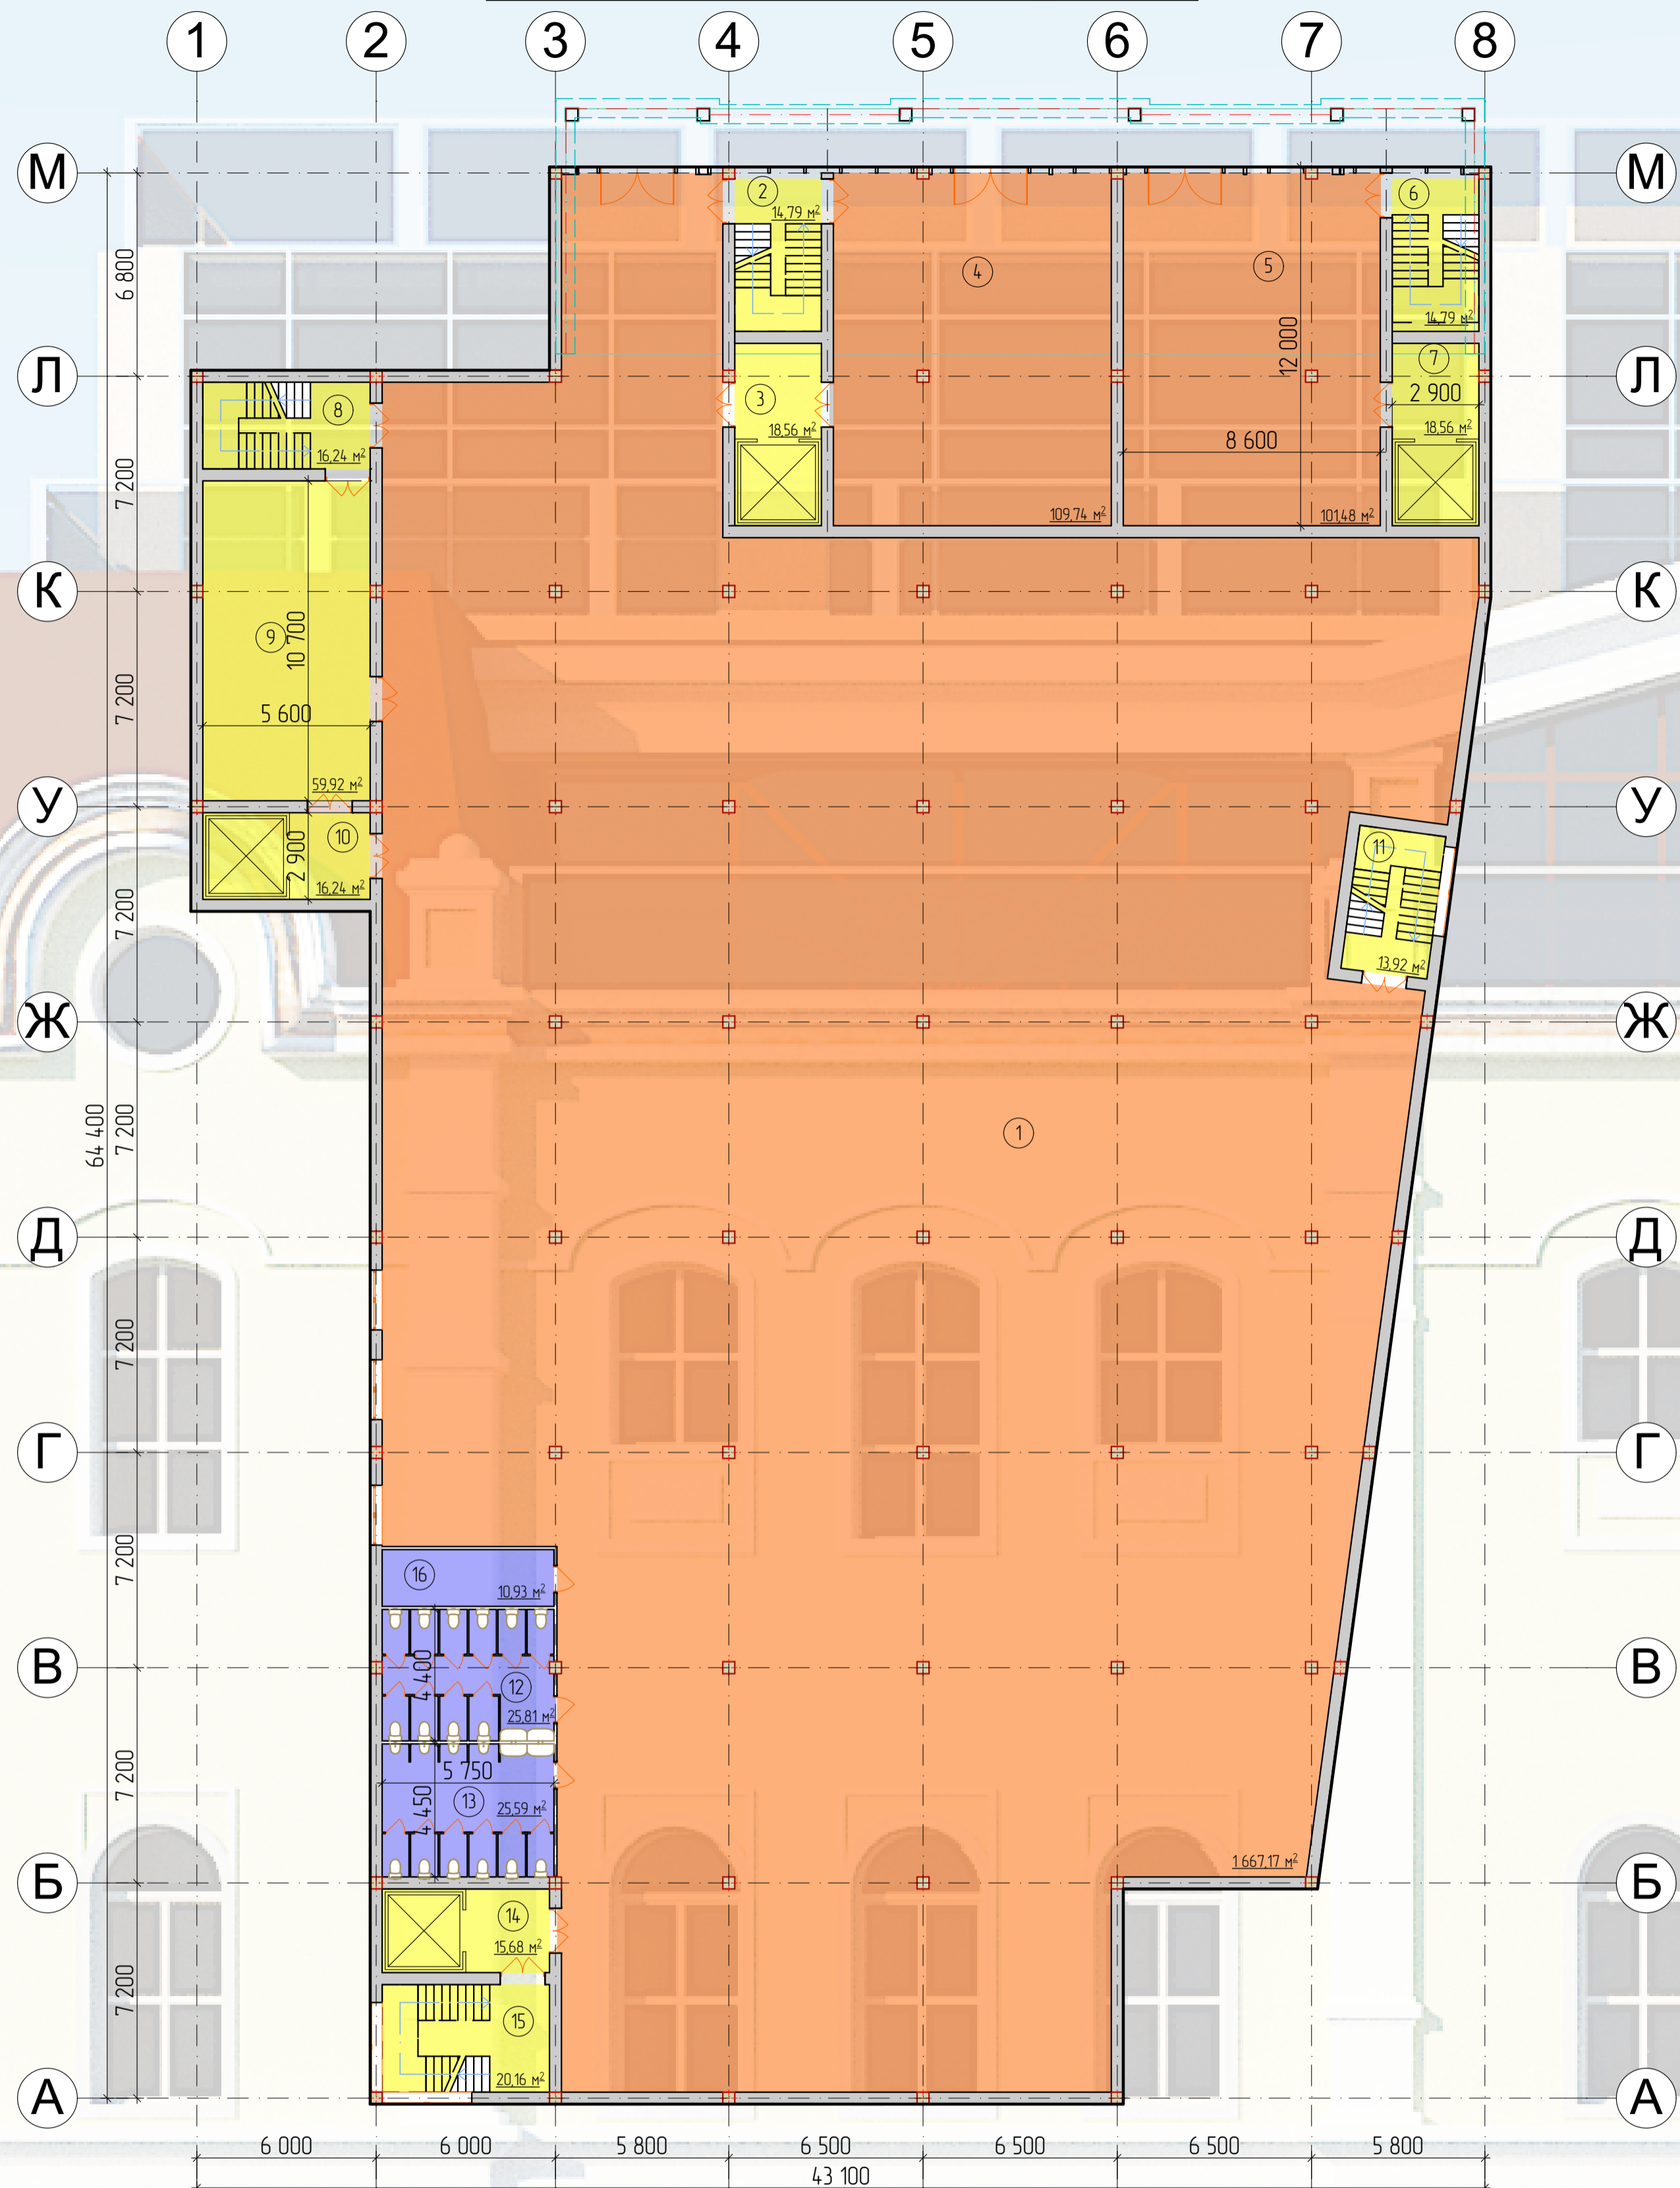 1 2 3 4 5 6 7 8
М М
2
14,79 м²
6
6 800
4
5
14,79 м²
12 000
7
Л Л
3
2 900
8
18,56 м²
18,56 м²
8 600
16,24 м²
7 200
109,74 м²
101,48 м²
К К
9
10 700
7 200
5 600
59,92 м²
У У
10
2 900
11
16,24 м²
7 200
13,92 м²
Ж Ж
64 400
7 200
1
Д Д
7 200
Г Г
7 200
16
10,93 м²
В В
4 400
12
25,81 м²
7 200
5 750
4 450
13
25,59 м²
1 667,17 м²
Б Б
14
15,68 м²
7 200
15
20,16 м²
А А
6 000 6 000 5 800 6 500 6 500 6 500 5 800
43 100